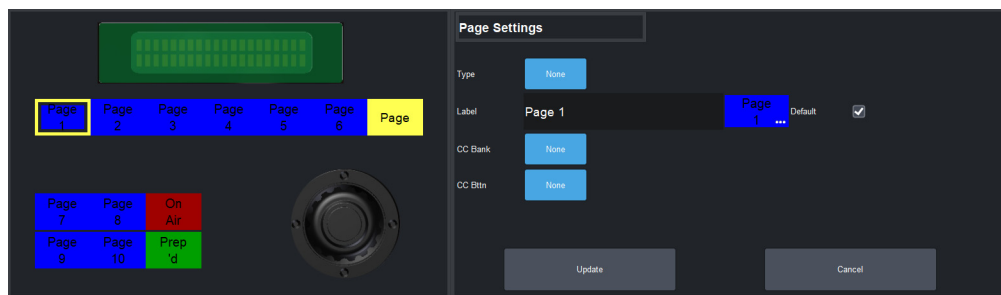 Page Settings
Type None
Label Page 1 Page 1 ... Default
CC Bank None
CC Bttn None
Update Cancel
Page 1 Page 2 Page 3 Page 4 Page 5 Page 6 Page
Page 7 Page 8 On Air
Page 9 Page 10 Prep 'd